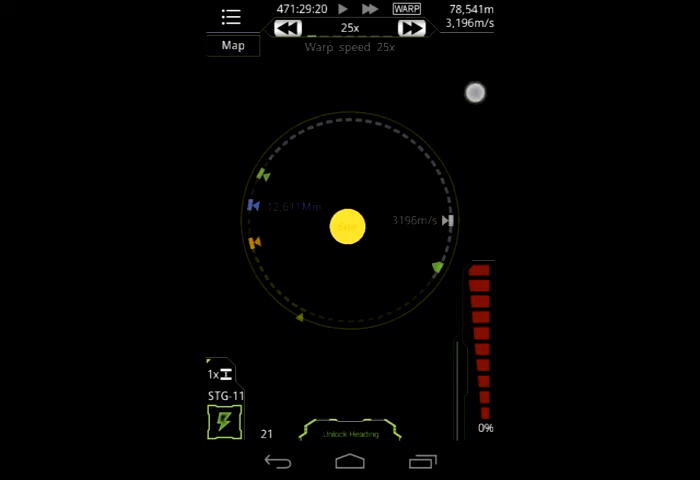 471:29:20
WARP
78,541m
3,196m/s
25x
Map
Warp speed 25x
12,611Mm
3196m/s
1x
STG-11
21
Unlock Heading
0%